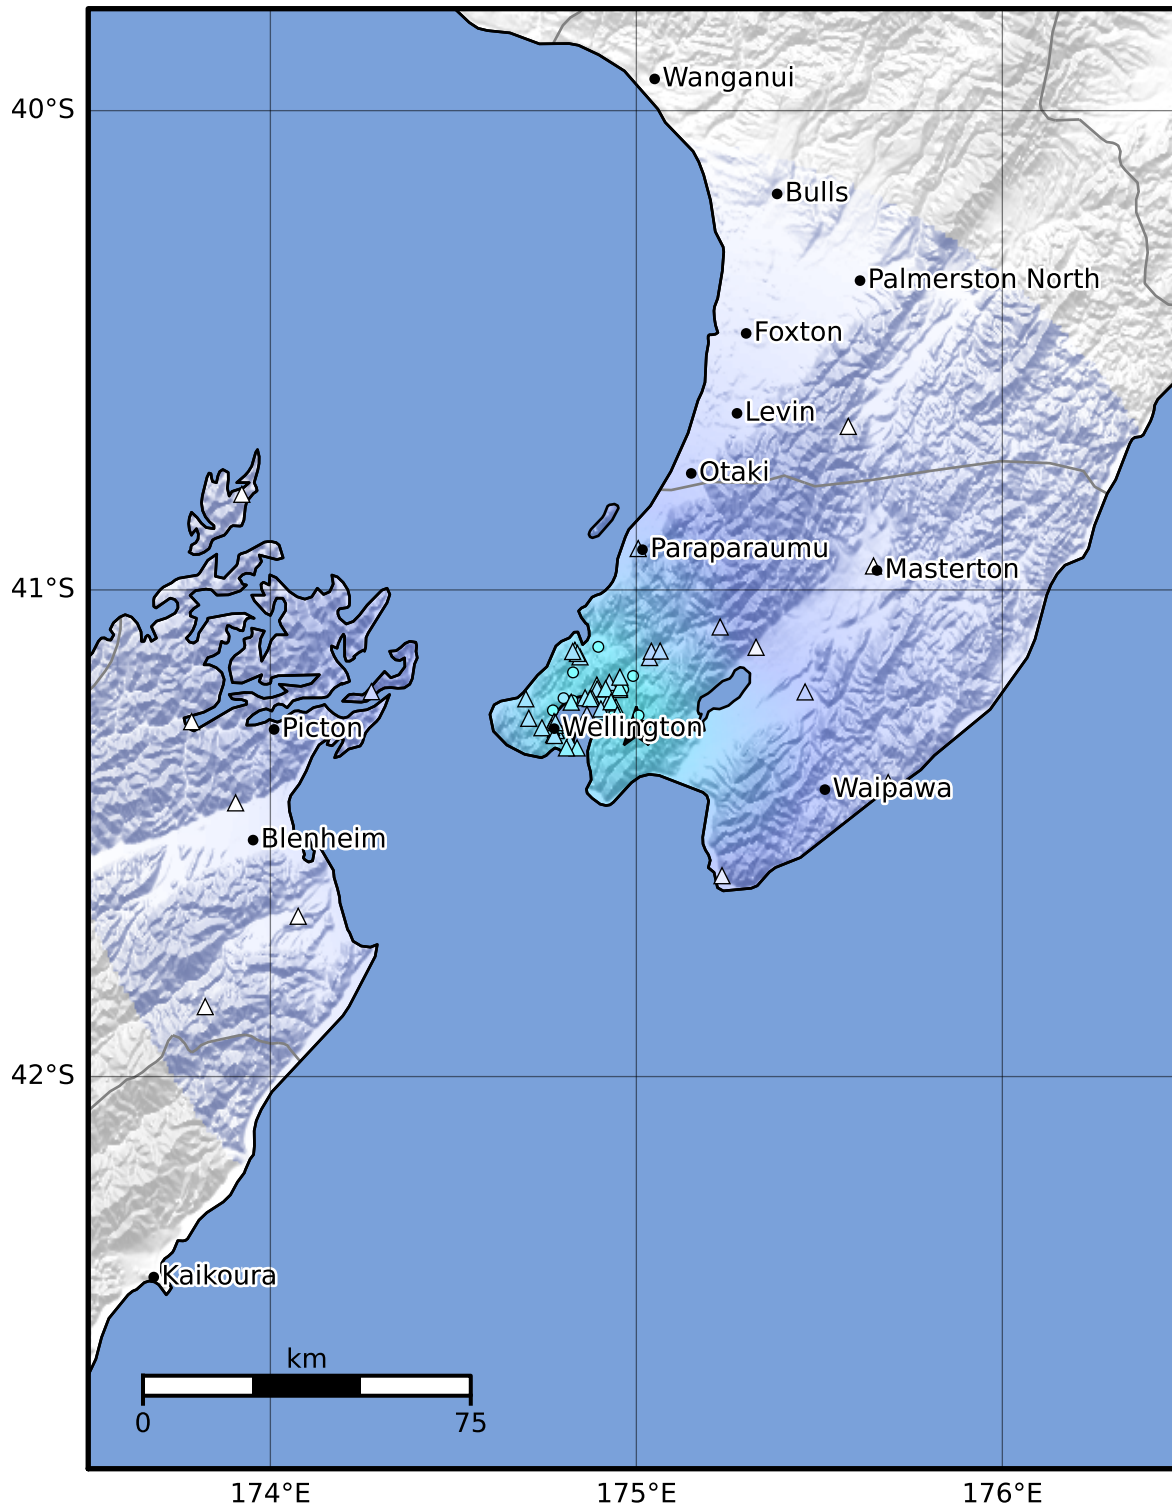 Wanganui
40°S
Bulls
Palmerston North
Foxton
Levin
Otaki
Paraparaumu
Masterton
41°S
Wellington
Picton
Waipawa
Blenheim
42°S
Kaikoura
km
0
75
174°E
175°E
176°E